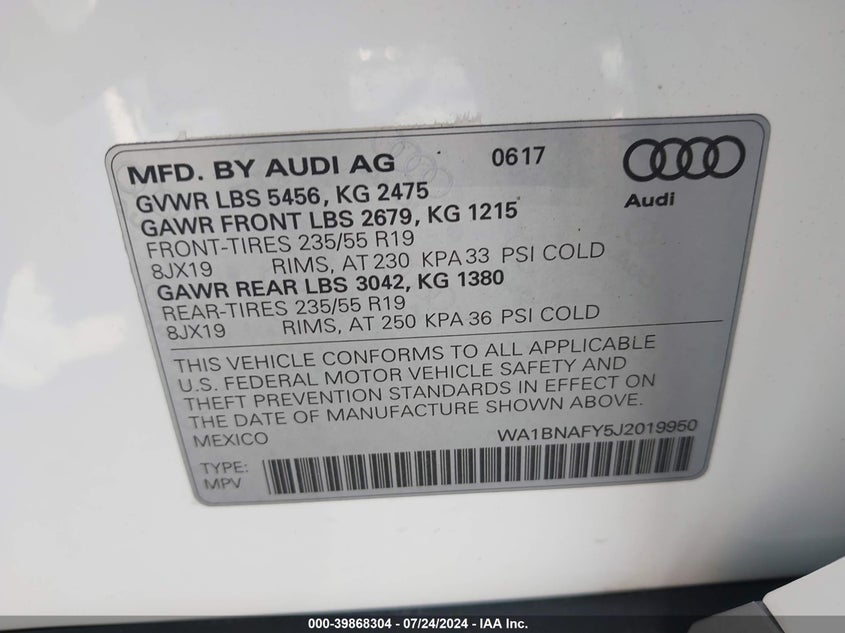 MFD. BY AUDI AG 0617
GVWR LBS 5456, KG 2475
Audi
GAWR FRONT LBS 2679, KG 1215
FRONT-TIRES 235/55 R19
8JX19 RIMS, AT 230 KPA 33 PSI COLD
GAWR REAR LBS 3042, KG 1380
REAR-TIRES 235/55 R19
8JX19 RIMS, AT 250 KPA 36 PSI COLD
THIS VEHICLE CONFORMS TO ALL APPLICABLE
U.S. FEDERAL MOTOR VEHICLE SAFETY AND
THEFT PREVENTION STANDARDS IN EFFECT ON
THE DATE OF MANUFACTURE SHOWN ABOVE.
MEXICO WA1BNAFY5J2019950
TYPE:
MPV
000-39868304 / 07/24/2024 - IAA Inc.